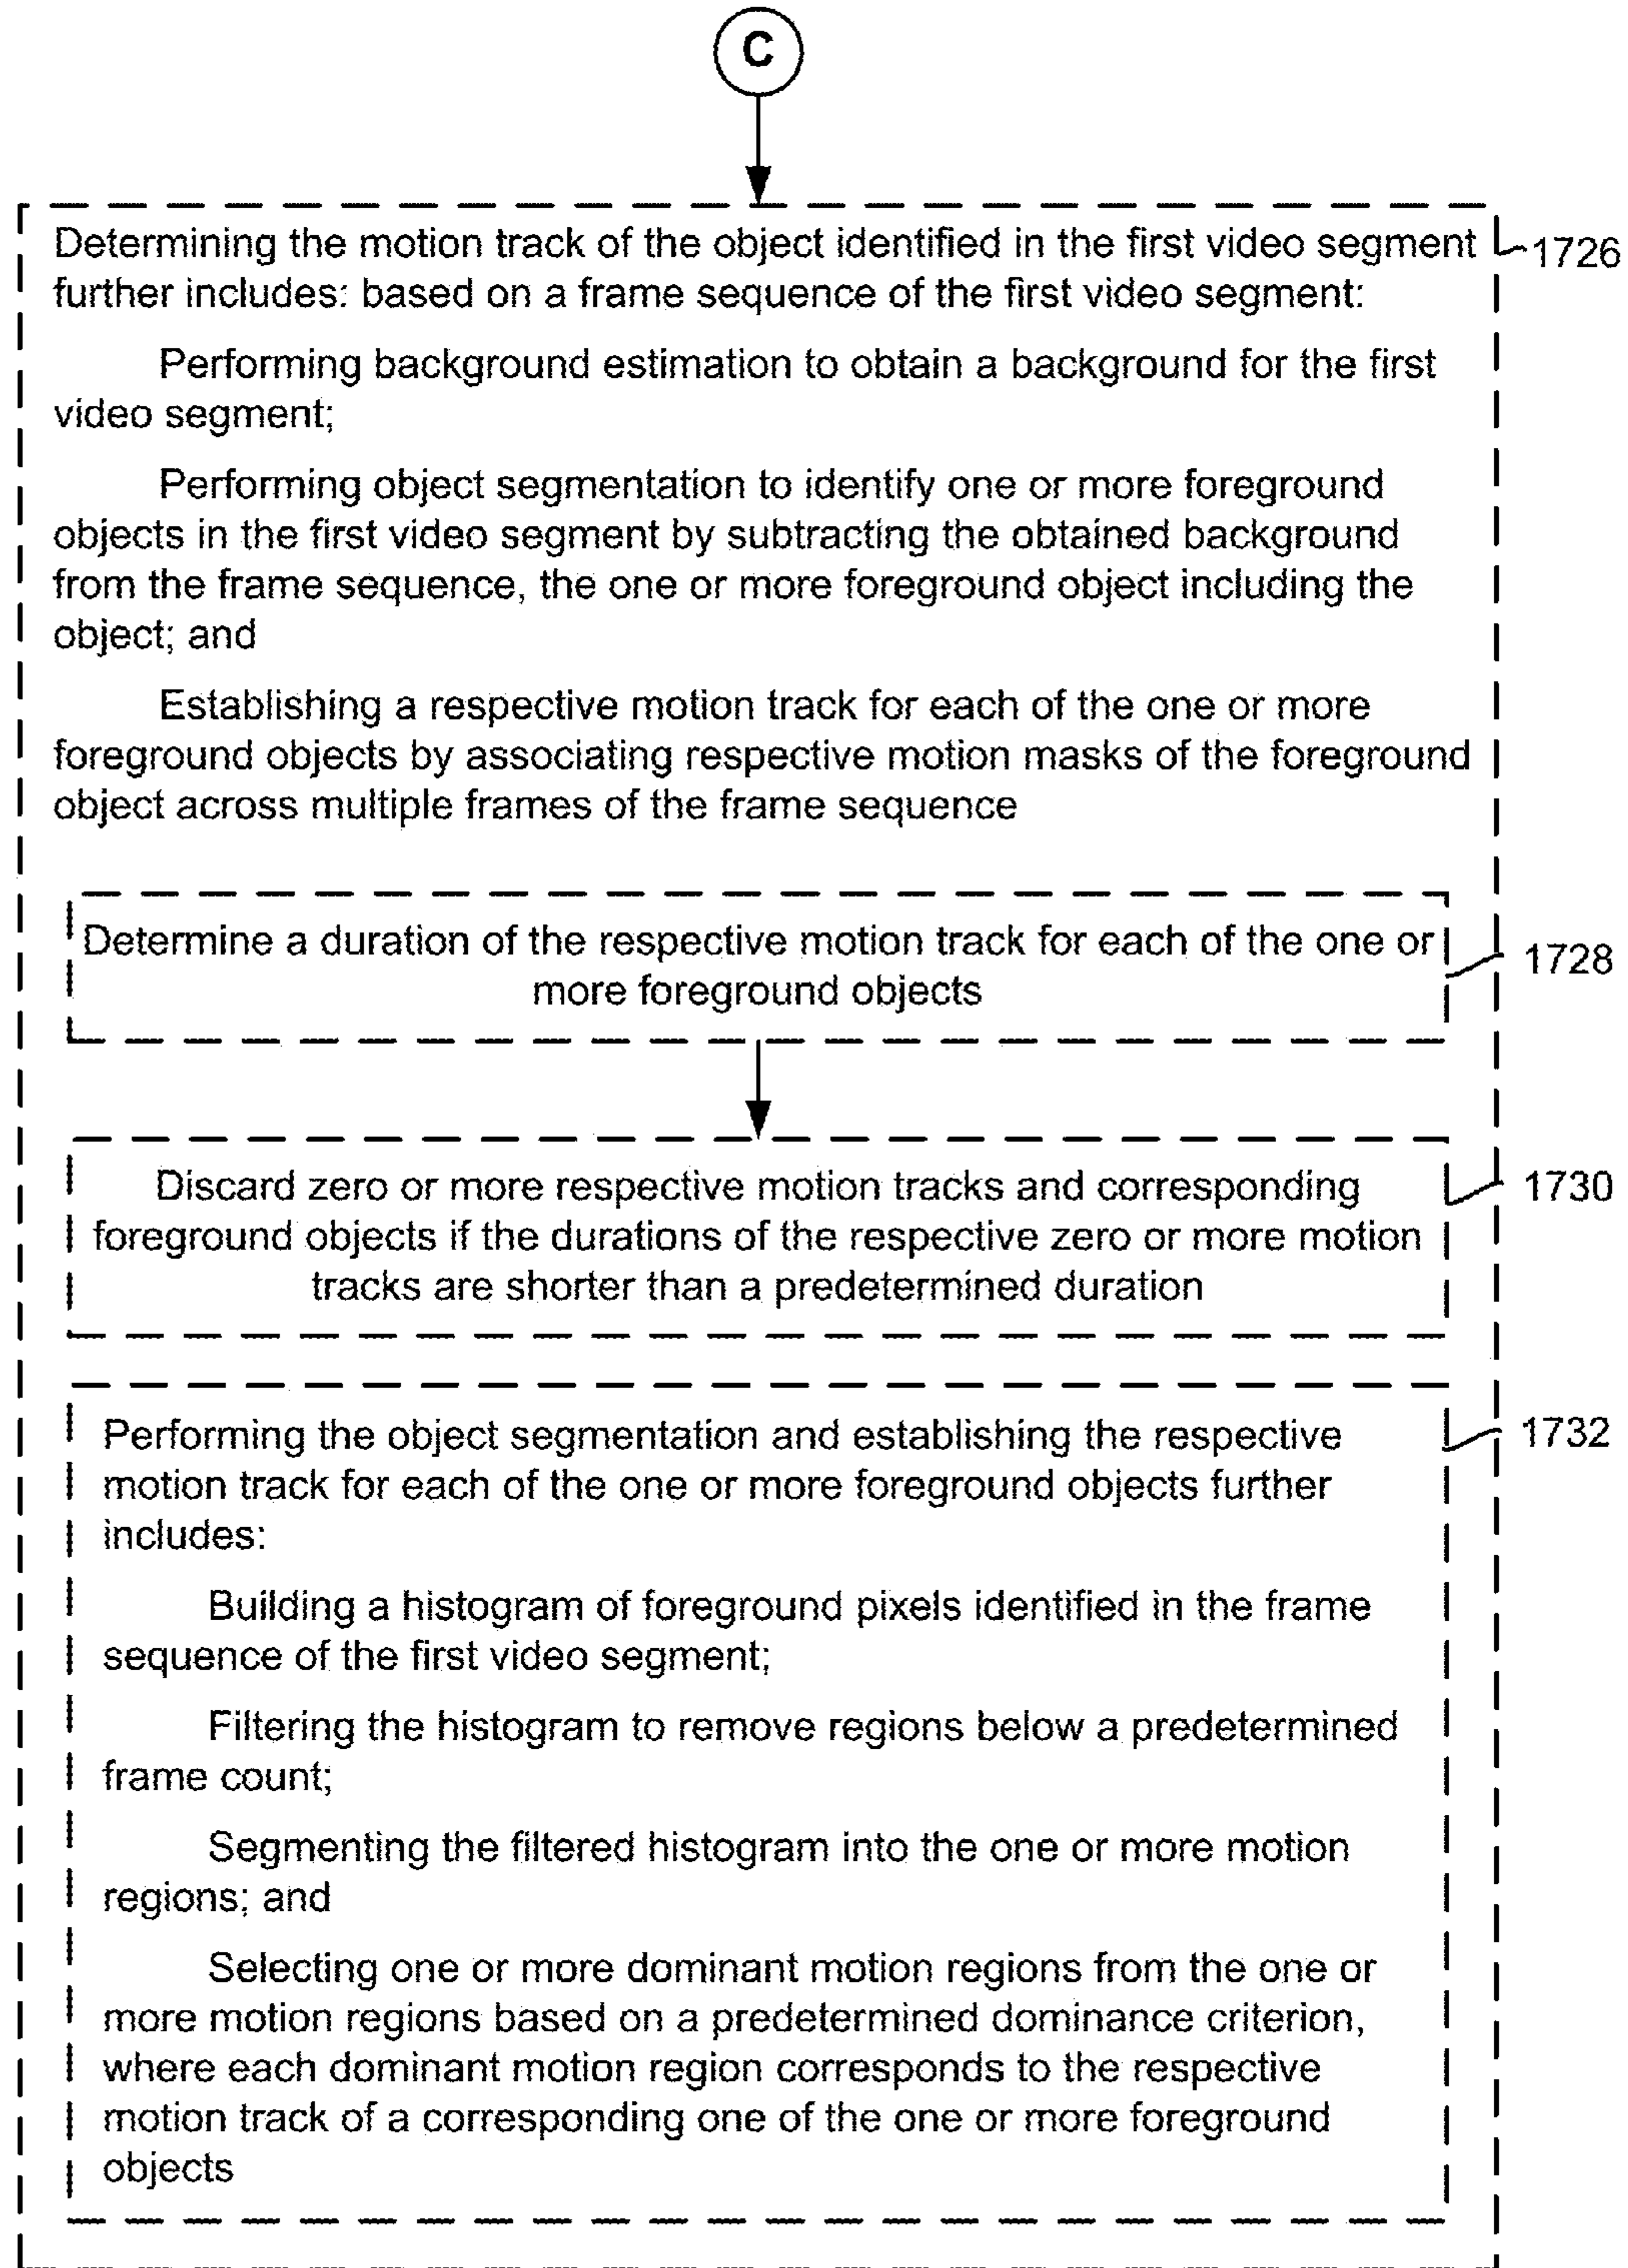 C
Determining the motion track of the object identified in the first video segment
1726
further includes: based on a frame sequence of the first video segment:
Performing background estimation to obtain a background for the first
video segment;
Performing object segmentation to identify one or more foreground
objects in the first video segment by subtracting the obtained background
from the frame sequence, the one or more foreground object including the
object; and
Establishing a respective motion track for each of the one or more
foreground objects by associating respective motion masks of the foreground
object across multiple frames of the frame sequence
Determine a duration of the respective motion track for each of the one or
more foreground objects
1728
Discard zero or more respective motion tracks and corresponding
1730
foreground objects if the durations of the respective zero or more motion
tracks are shorter than a predetermined duration
Performing the object segmentation and establishing the respective
1732
motion track for each of the one or more foreground objects further
includes:
Building a histogram of foreground pixels identified in the frame
sequence of the first video segment;
Filtering the histogram to remove regions below a predetermined
frame count;
Segmenting the filtered histogram into the one or more motion
regions; and
Selecting one or more dominant motion regions from the one or
more motion regions based on a predetermined dominance criterion,
where each dominant motion region corresponds to the respective
motion track of a corresponding one of the one or more foreground
objects